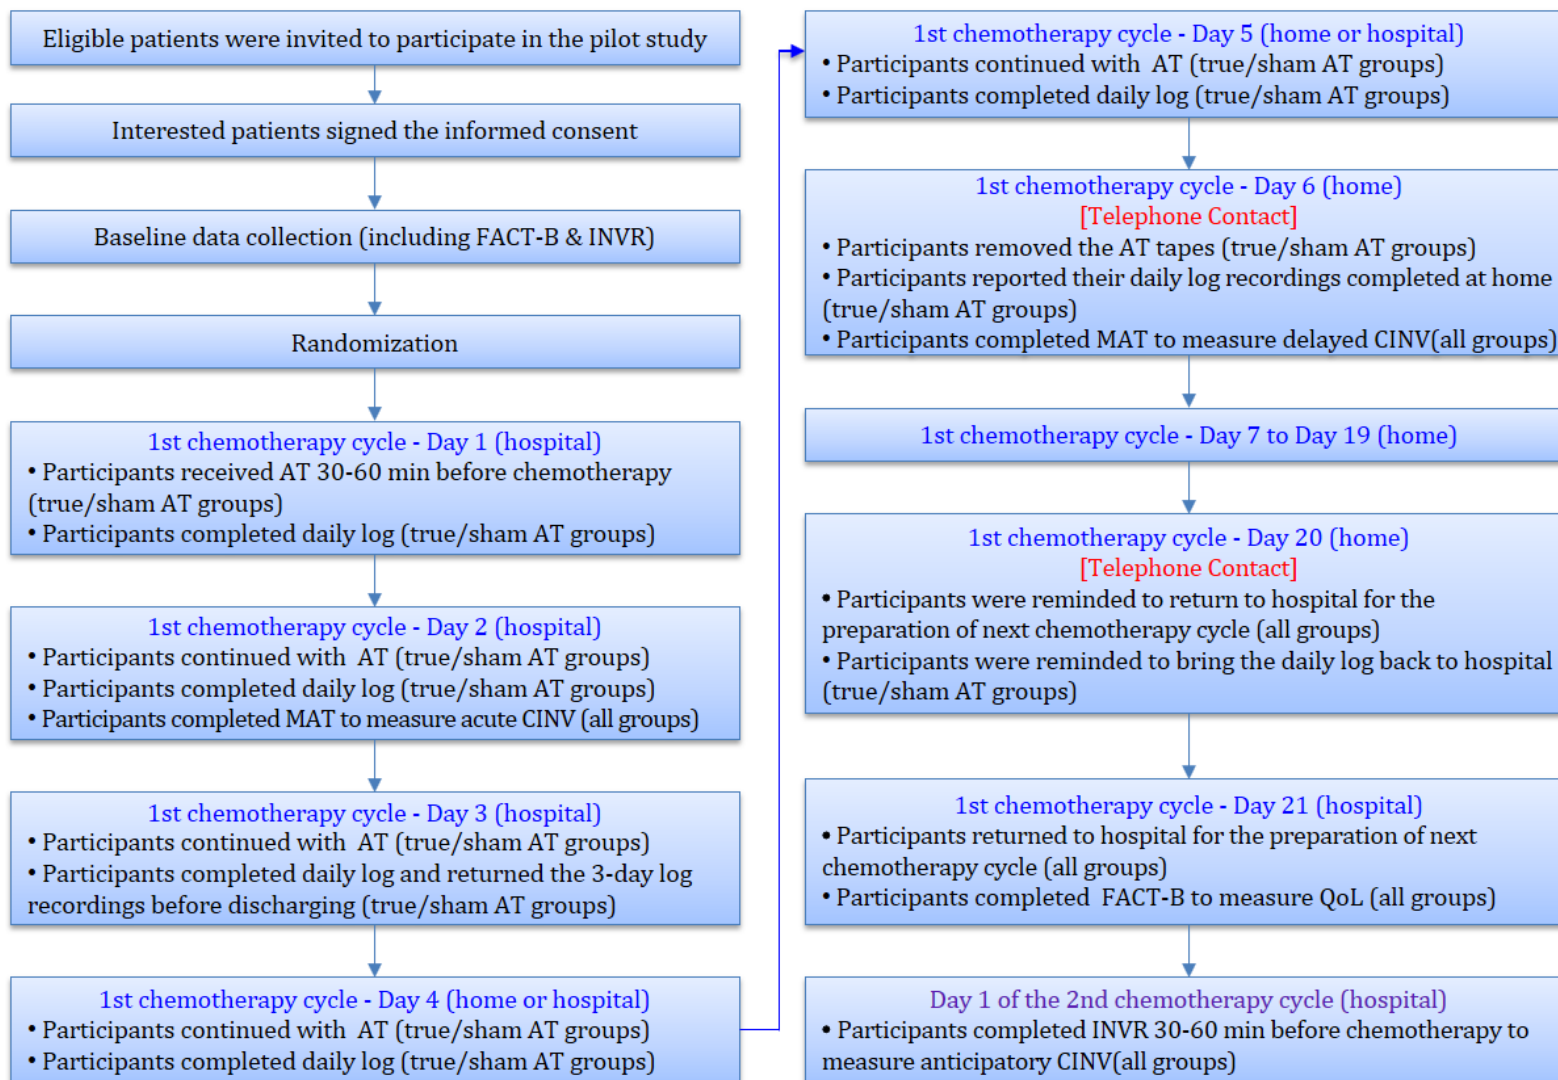 Eligible patients were invited to participate in the pilot study
Interested patients signed the informed consent
Baseline data collection (including FACT-B & INVR)
Randomization
1st chemotherapy cycle - Day 1 (hospital)
• Participants received AT 30-60 min before chemotherapy
(true/sham AT groups)
• Participants completed daily log (true/sham AT groups)
1st chemotherapy cycle - Day 2 (hospital)
• Participants continued with  AT (true/sham AT groups)
• Participants completed daily log (true/sham AT groups)
• Participants completed MAT to measure acute CINV (all groups)
1st chemotherapy cycle - Day 3 (hospital)
• Participants continued with  AT (true/sham AT groups)
• Participants completed daily log and returned the 3-day log
recordings before discharging (true/sham AT groups)
1st chemotherapy cycle - Day 4 (home or hospital)
• Participants continued with  AT (true/sham AT groups)
• Participants completed daily log (true/sham AT groups)
1st chemotherapy cycle - Day 5 (home or hospital)
• Participants continued with  AT (true/sham AT groups)
• Participants completed daily log (true/sham AT groups)
1st chemotherapy cycle - Day 6 (home)
[Telephone Contact]
• Participants removed the AT tapes (true/sham AT groups)
• Participants reported their daily log recordings completed at home
(true/sham AT groups)
• Participants completed MAT to measure delayed CINV(all groups)
1st chemotherapy cycle - Day 7 to Day 19 (home)
1st chemotherapy cycle - Day 20 (home)
[Telephone Contact]
• Participants were reminded to return to hospital for the
preparation of next chemotherapy cycle (all groups)
• Participants were reminded to bring the daily log back to hospital
(true/sham AT groups)
1st chemotherapy cycle - Day 21 (hospital)
• Participants returned to hospital for the preparation of next
chemotherapy cycle (all groups)
• Participants completed  FACT-B to measure QoL (all groups)
Day 1 of the 2nd chemotherapy cycle (hospital)
• Participants completed INVR 30-60 min before chemotherapy to
measure anticipatory CINV(all groups)